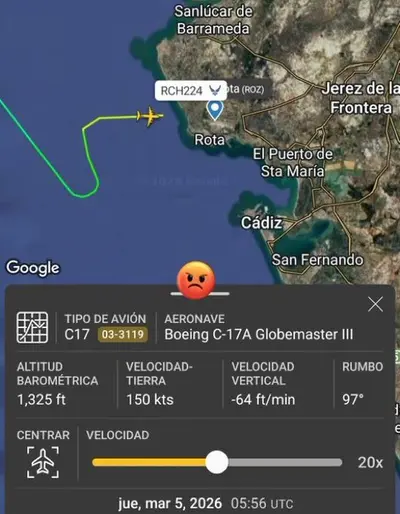 Sanlúcar de
Barrameda
RCH224
ota (ROZ)
Jerez de la
Frontera
Rota
El Puerto de
Sta María
Cádiz
San Fernando
Google
TIPO DE AVIÓN
C17 03-3119
AERONAVE
Boeing C-17A Globemaster III
ALTITUD
BAROMÉTRICA
1,325 ft
VELOCIDAD-
TIERRA
150 kts
VELOCIDAD
VERTICAL
-64 ft/min
RUMBO
97°
CENTRAR
VELOCIDAD
20x
jue, mar 5, 2026 05:56 UTC